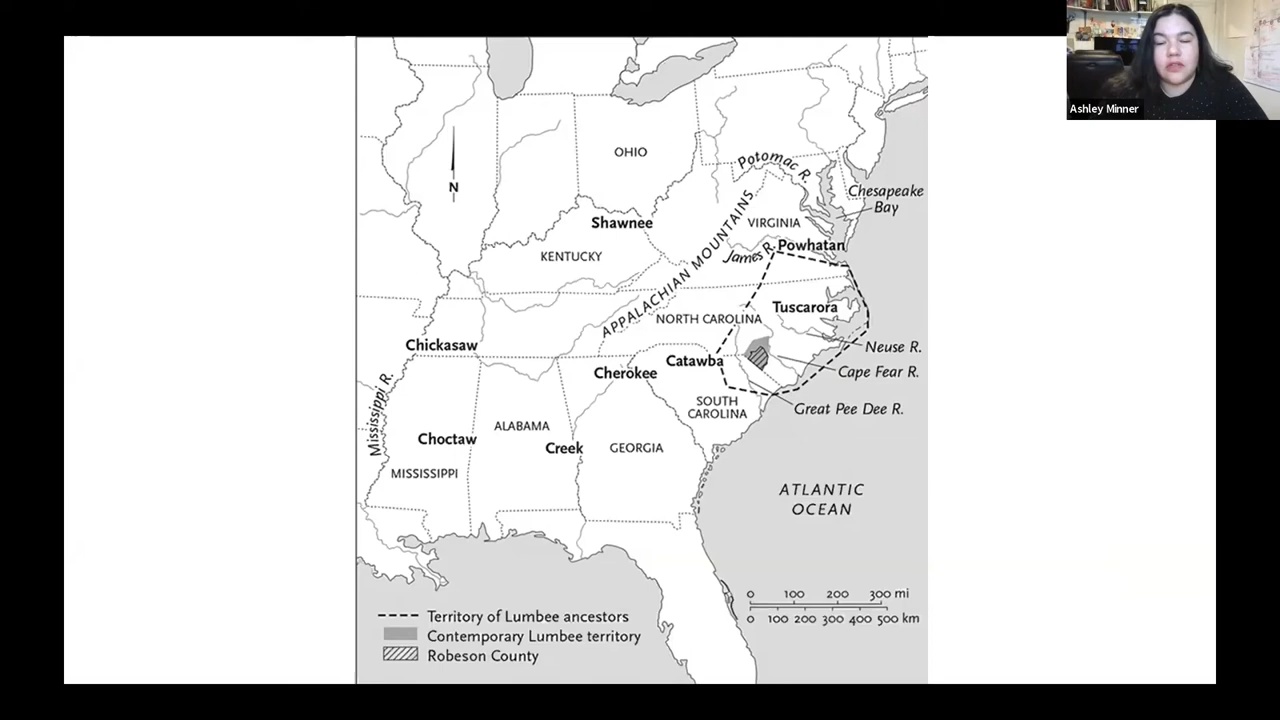 Ashley Minner
OHIO
Potomac R.
N
Chesapeake
Bay
Shawnee
VIRGINIA
APPALACHIAN MOUNTAINS
James R.
Powhatan
KENTUCKY
Tuscarora
NORTH CAROLINA
Chickasaw
Neuse R.
Catawba
Cherokee
Cape Fear R.
Mississippi R.
SOUTH
CAROLINA
Great Pee Dee R.
ALABAMA
Choctaw
Creek
GEORGIA
MISSISSIPPI
ATLANTIC
OCEAN
0 100 200 300 mi
0 100 200 300 400 500 km
Territory of Lumbee ancestors
Contemporary Lumbee territory
Robeson County